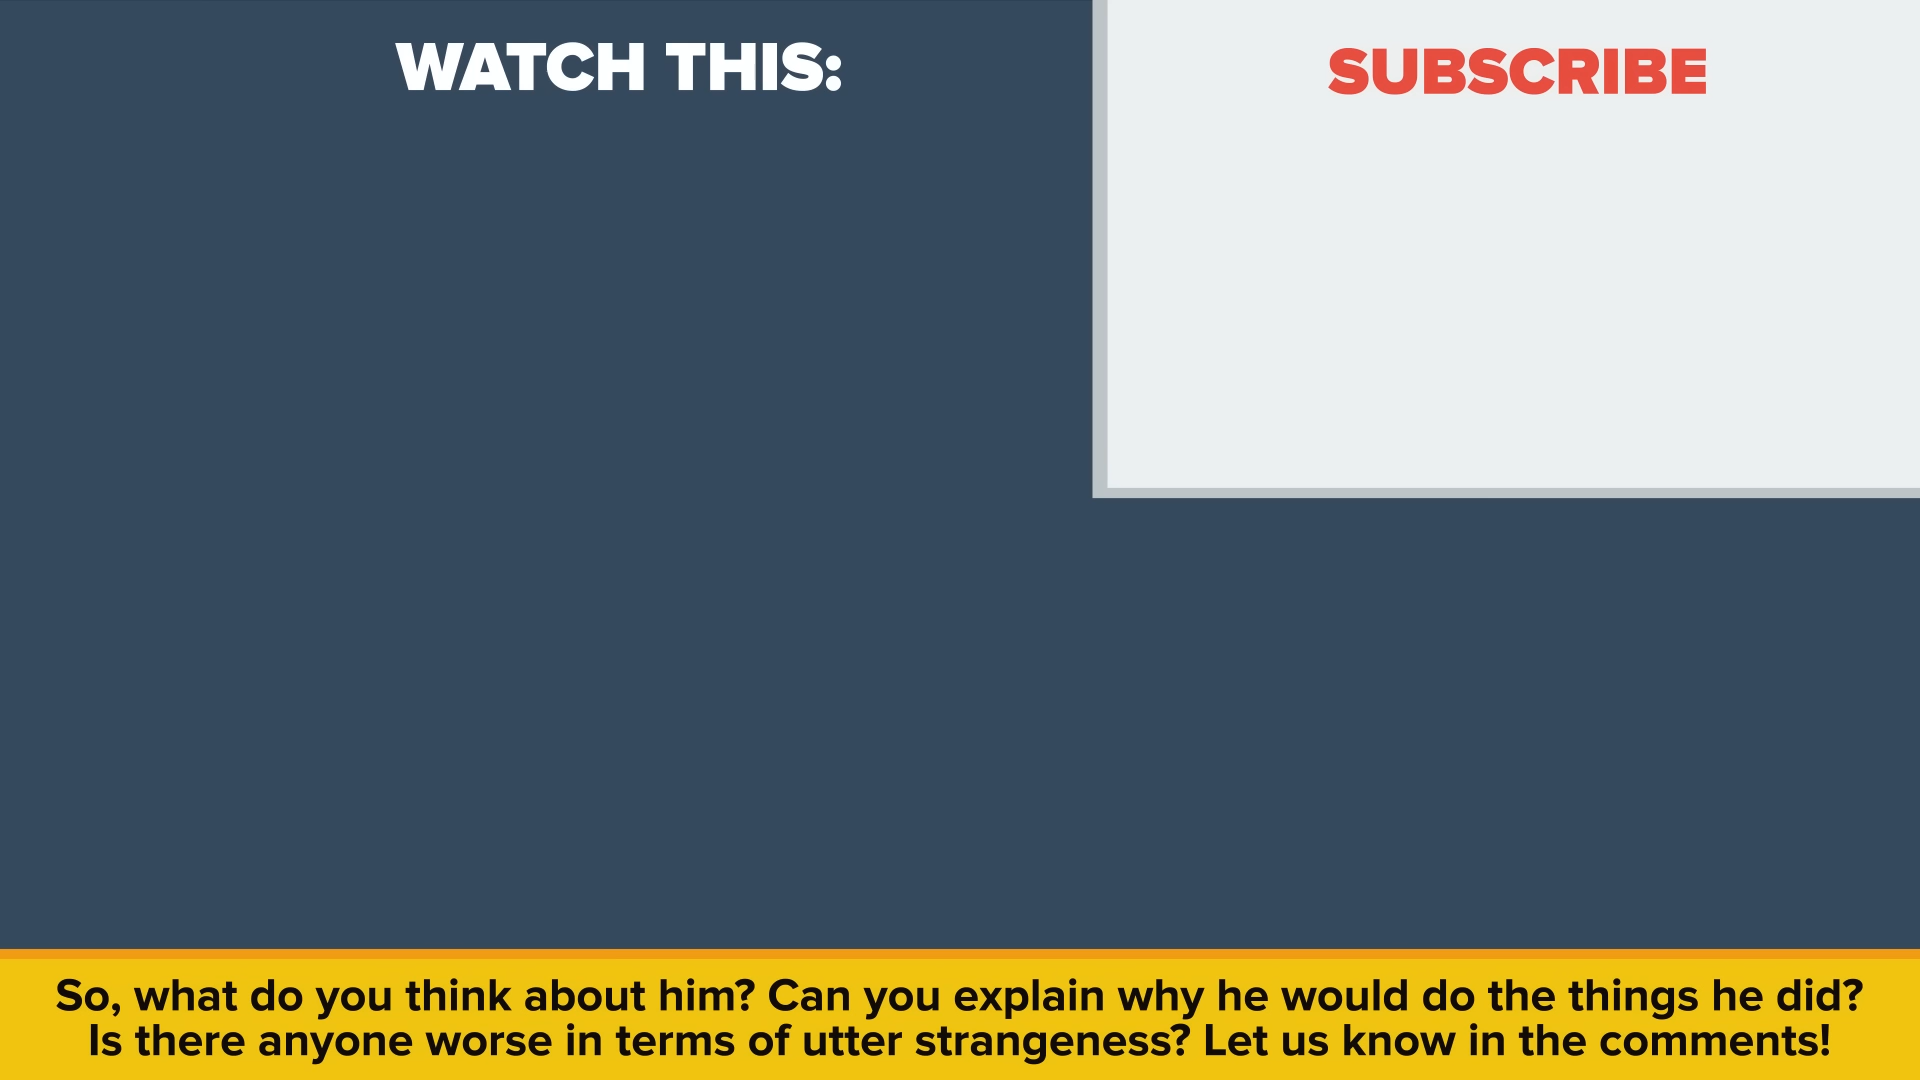 WATCH THIS:
SUBSCRIBE
So, what do you think about him? Can you explain why he would do the things he did?
Is there anyone worse in terms of utter strangeness? Let us know in the comments!